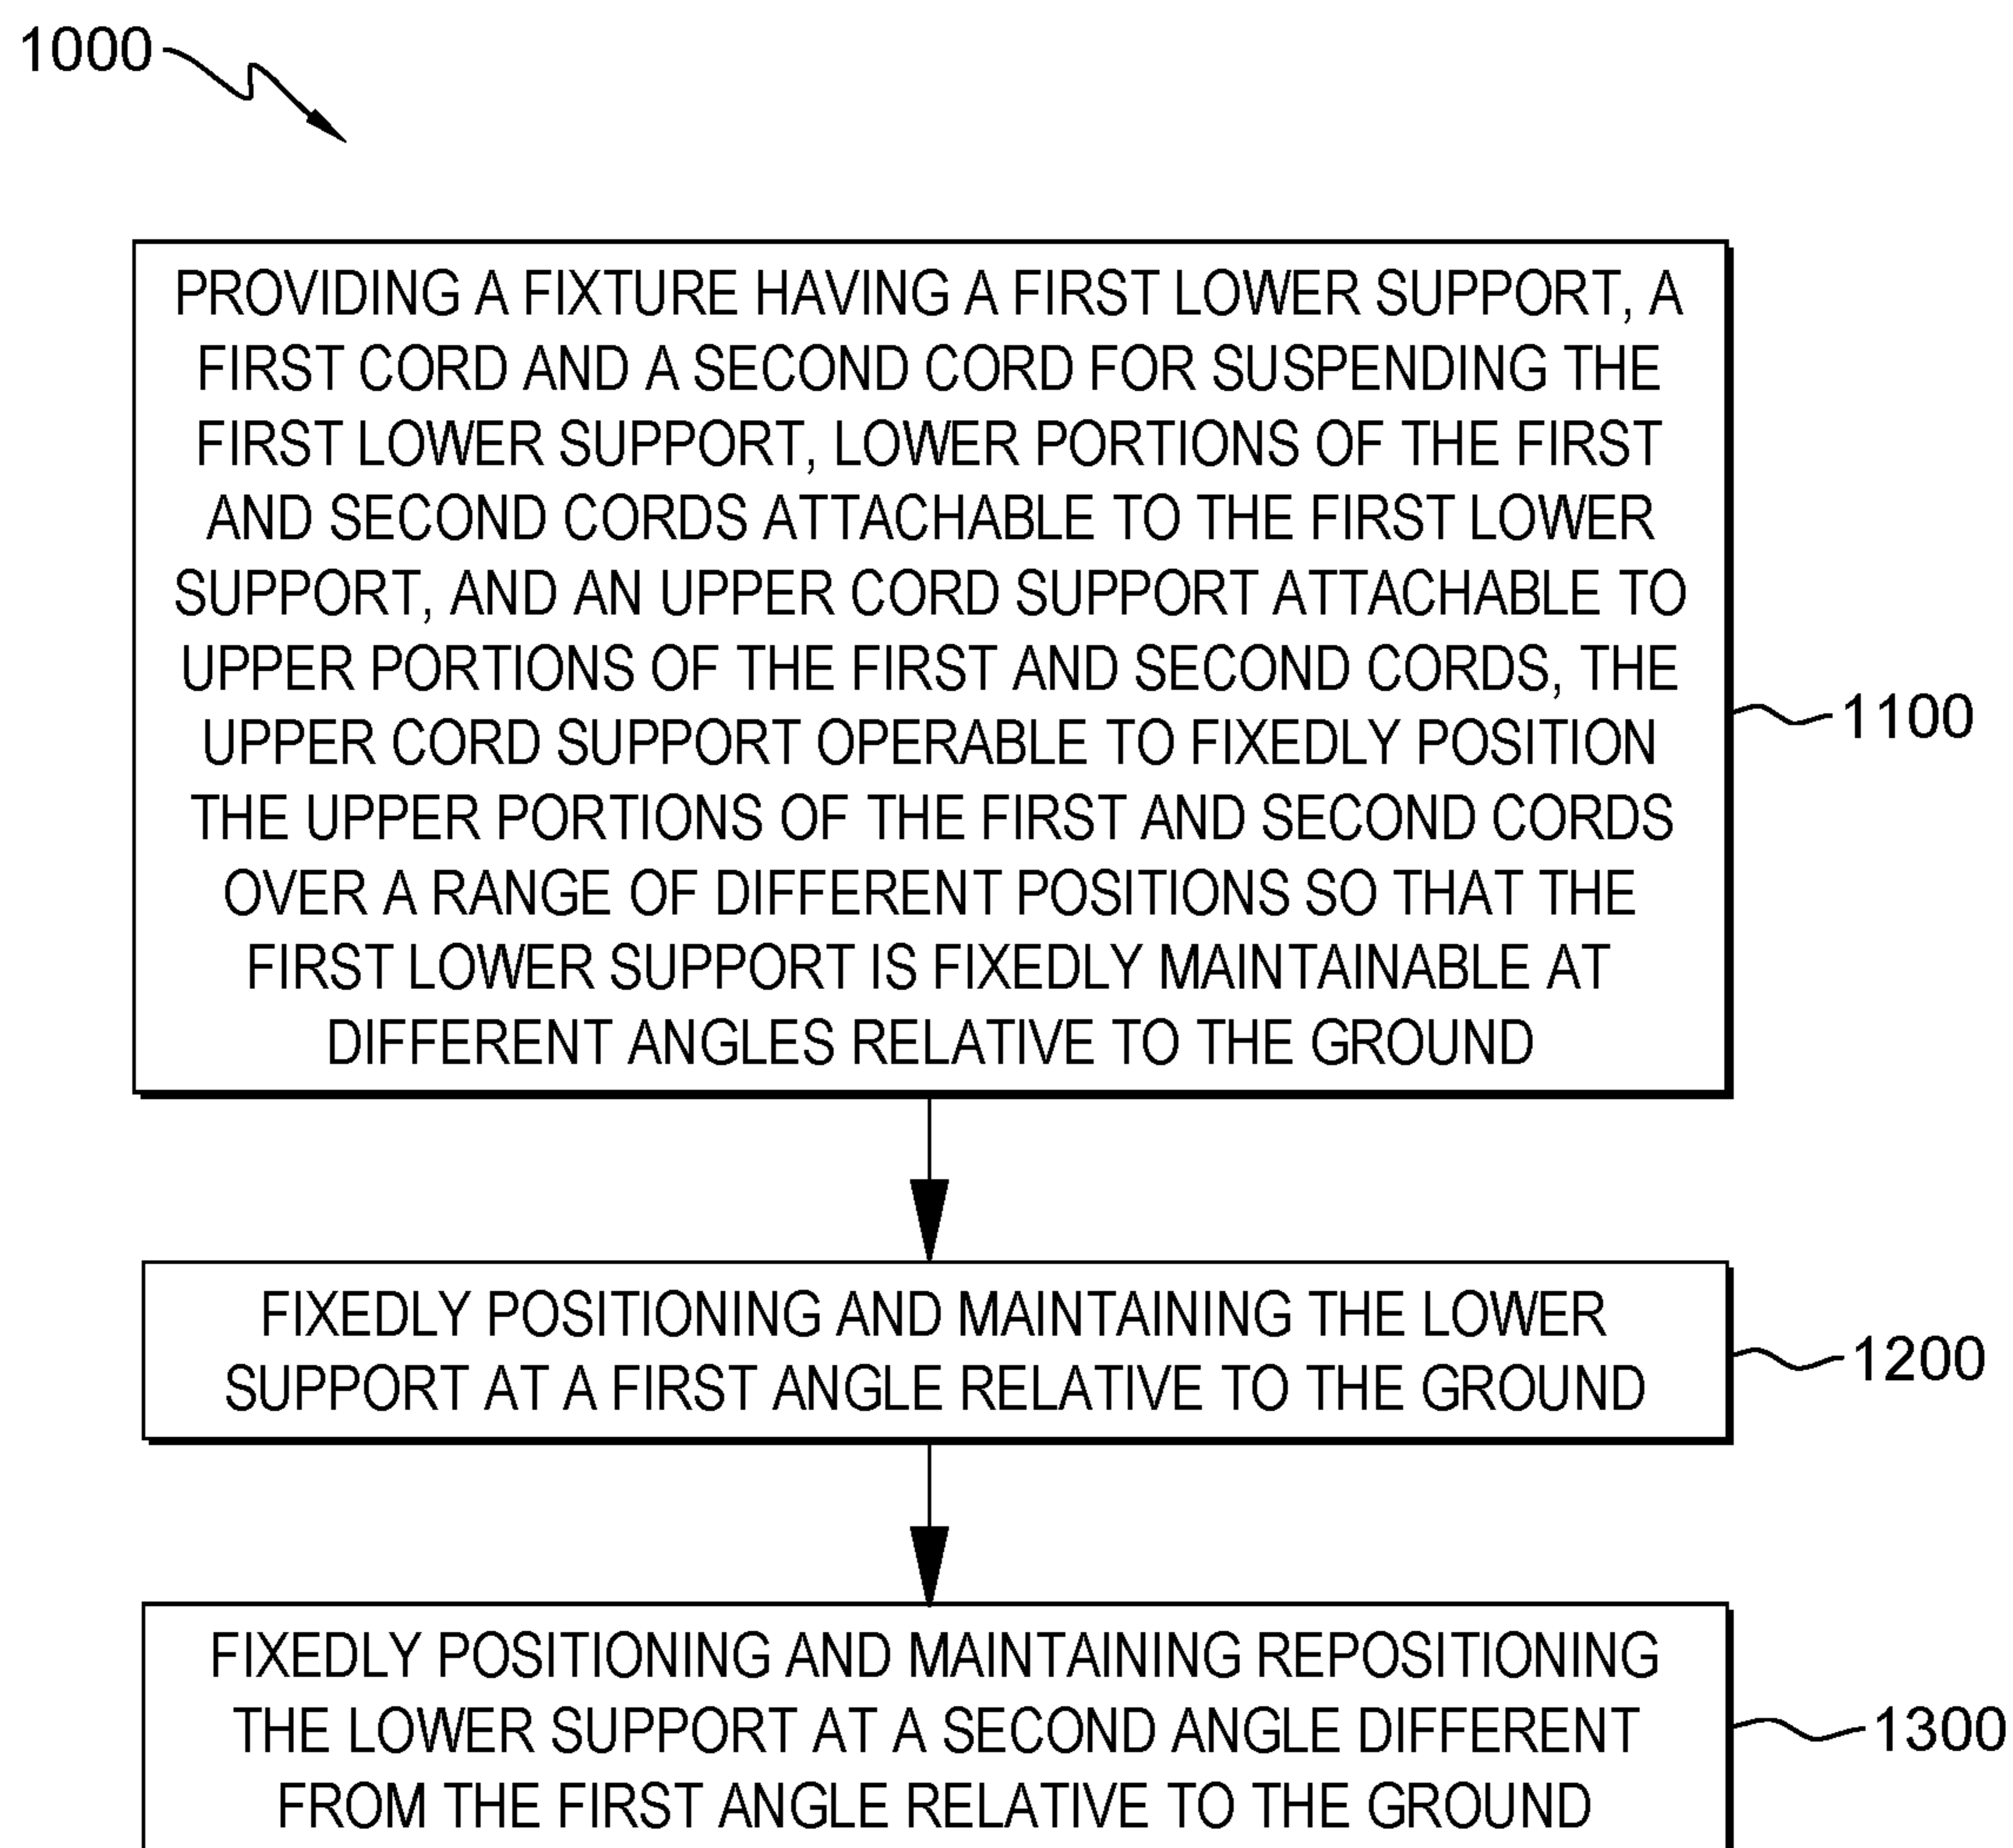 1000
PROVIDING A FIXTURE HAVING A FIRST LOWER SUPPORT, A
FIRST CORD AND A SECOND CORD FOR SUSPENDING THE
FIRST LOWER SUPPORT, LOWER PORTIONS OF THE FIRST
AND SECOND CORDS ATTACHABLE TO THE FIRST LOWER
SUPPORT, AND AN UPPER CORD SUPPORT ATTACHABLE TO
UPPER PORTIONS OF THE FIRST AND SECOND CORDS, THE
UPPER CORD SUPPORT OPERABLE TO FIXEDLY POSITION
THE UPPER PORTIONS OF THE FIRST AND SECOND CORDS
OVER A RANGE OF DIFFERENT POSITIONS SO THAT THE
FIRST LOWER SUPPORT IS FIXEDLY MAINTAINABLE AT
DIFFERENT ANGLES RELATIVE TO THE GROUND
1100
FIXEDLY POSITIONING AND MAINTAINING THE LOWER
SUPPORT AT A FIRST ANGLE RELATIVE TO THE GROUND
1200
FIXEDLY POSITIONING AND MAINTAINING REPOSITIONING
THE LOWER SUPPORT AT A SECOND ANGLE DIFFERENT
FROM THE FIRST ANGLE RELATIVE TO THE GROUND
1300